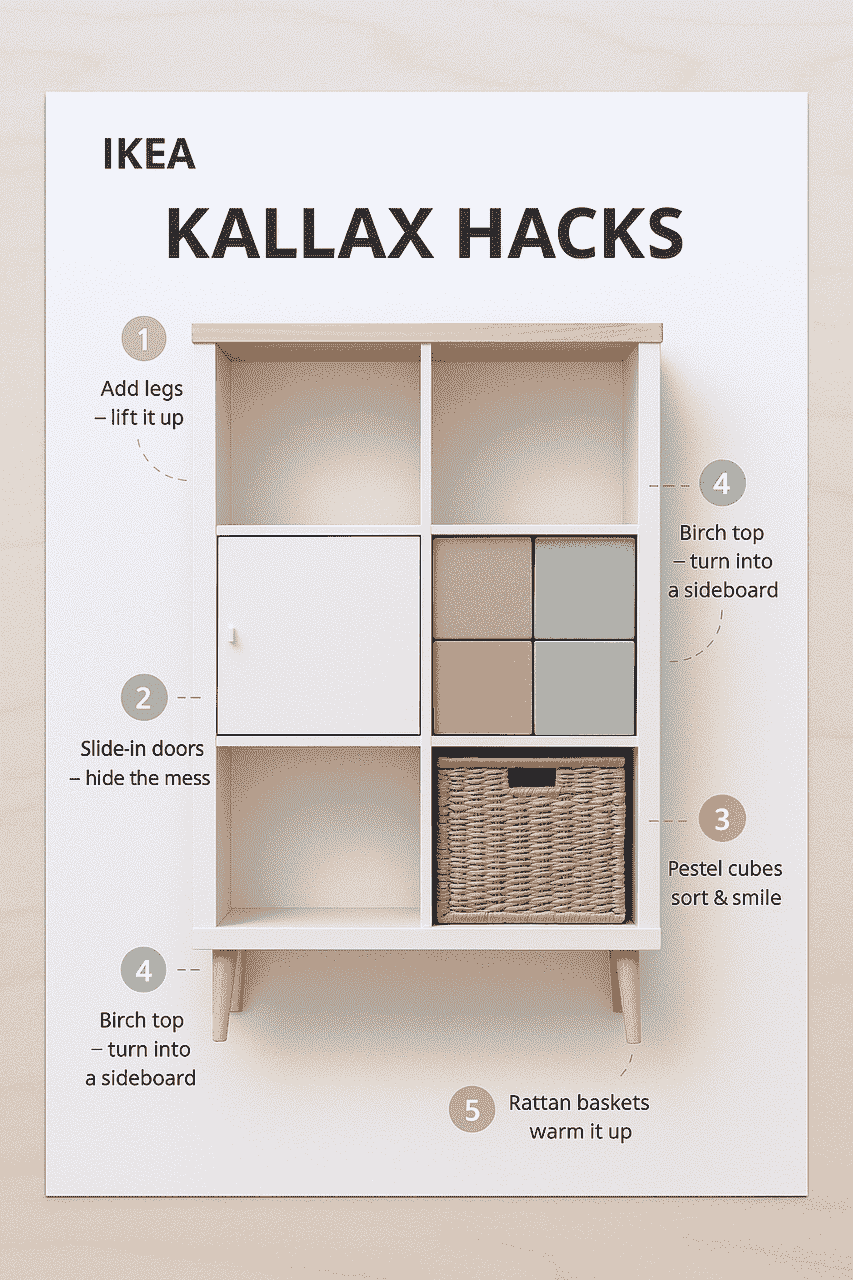 IKEA
KALLAX HACKS
1
Add legs
– lift it up
4
Birch top
– turn into
a sideboard
2
Slide-in doors
– hide the mess
3
Pestel cubes
sort & smile
4
Birch top
– turn into
a sideboard
5
Rattan baskets
warm it up